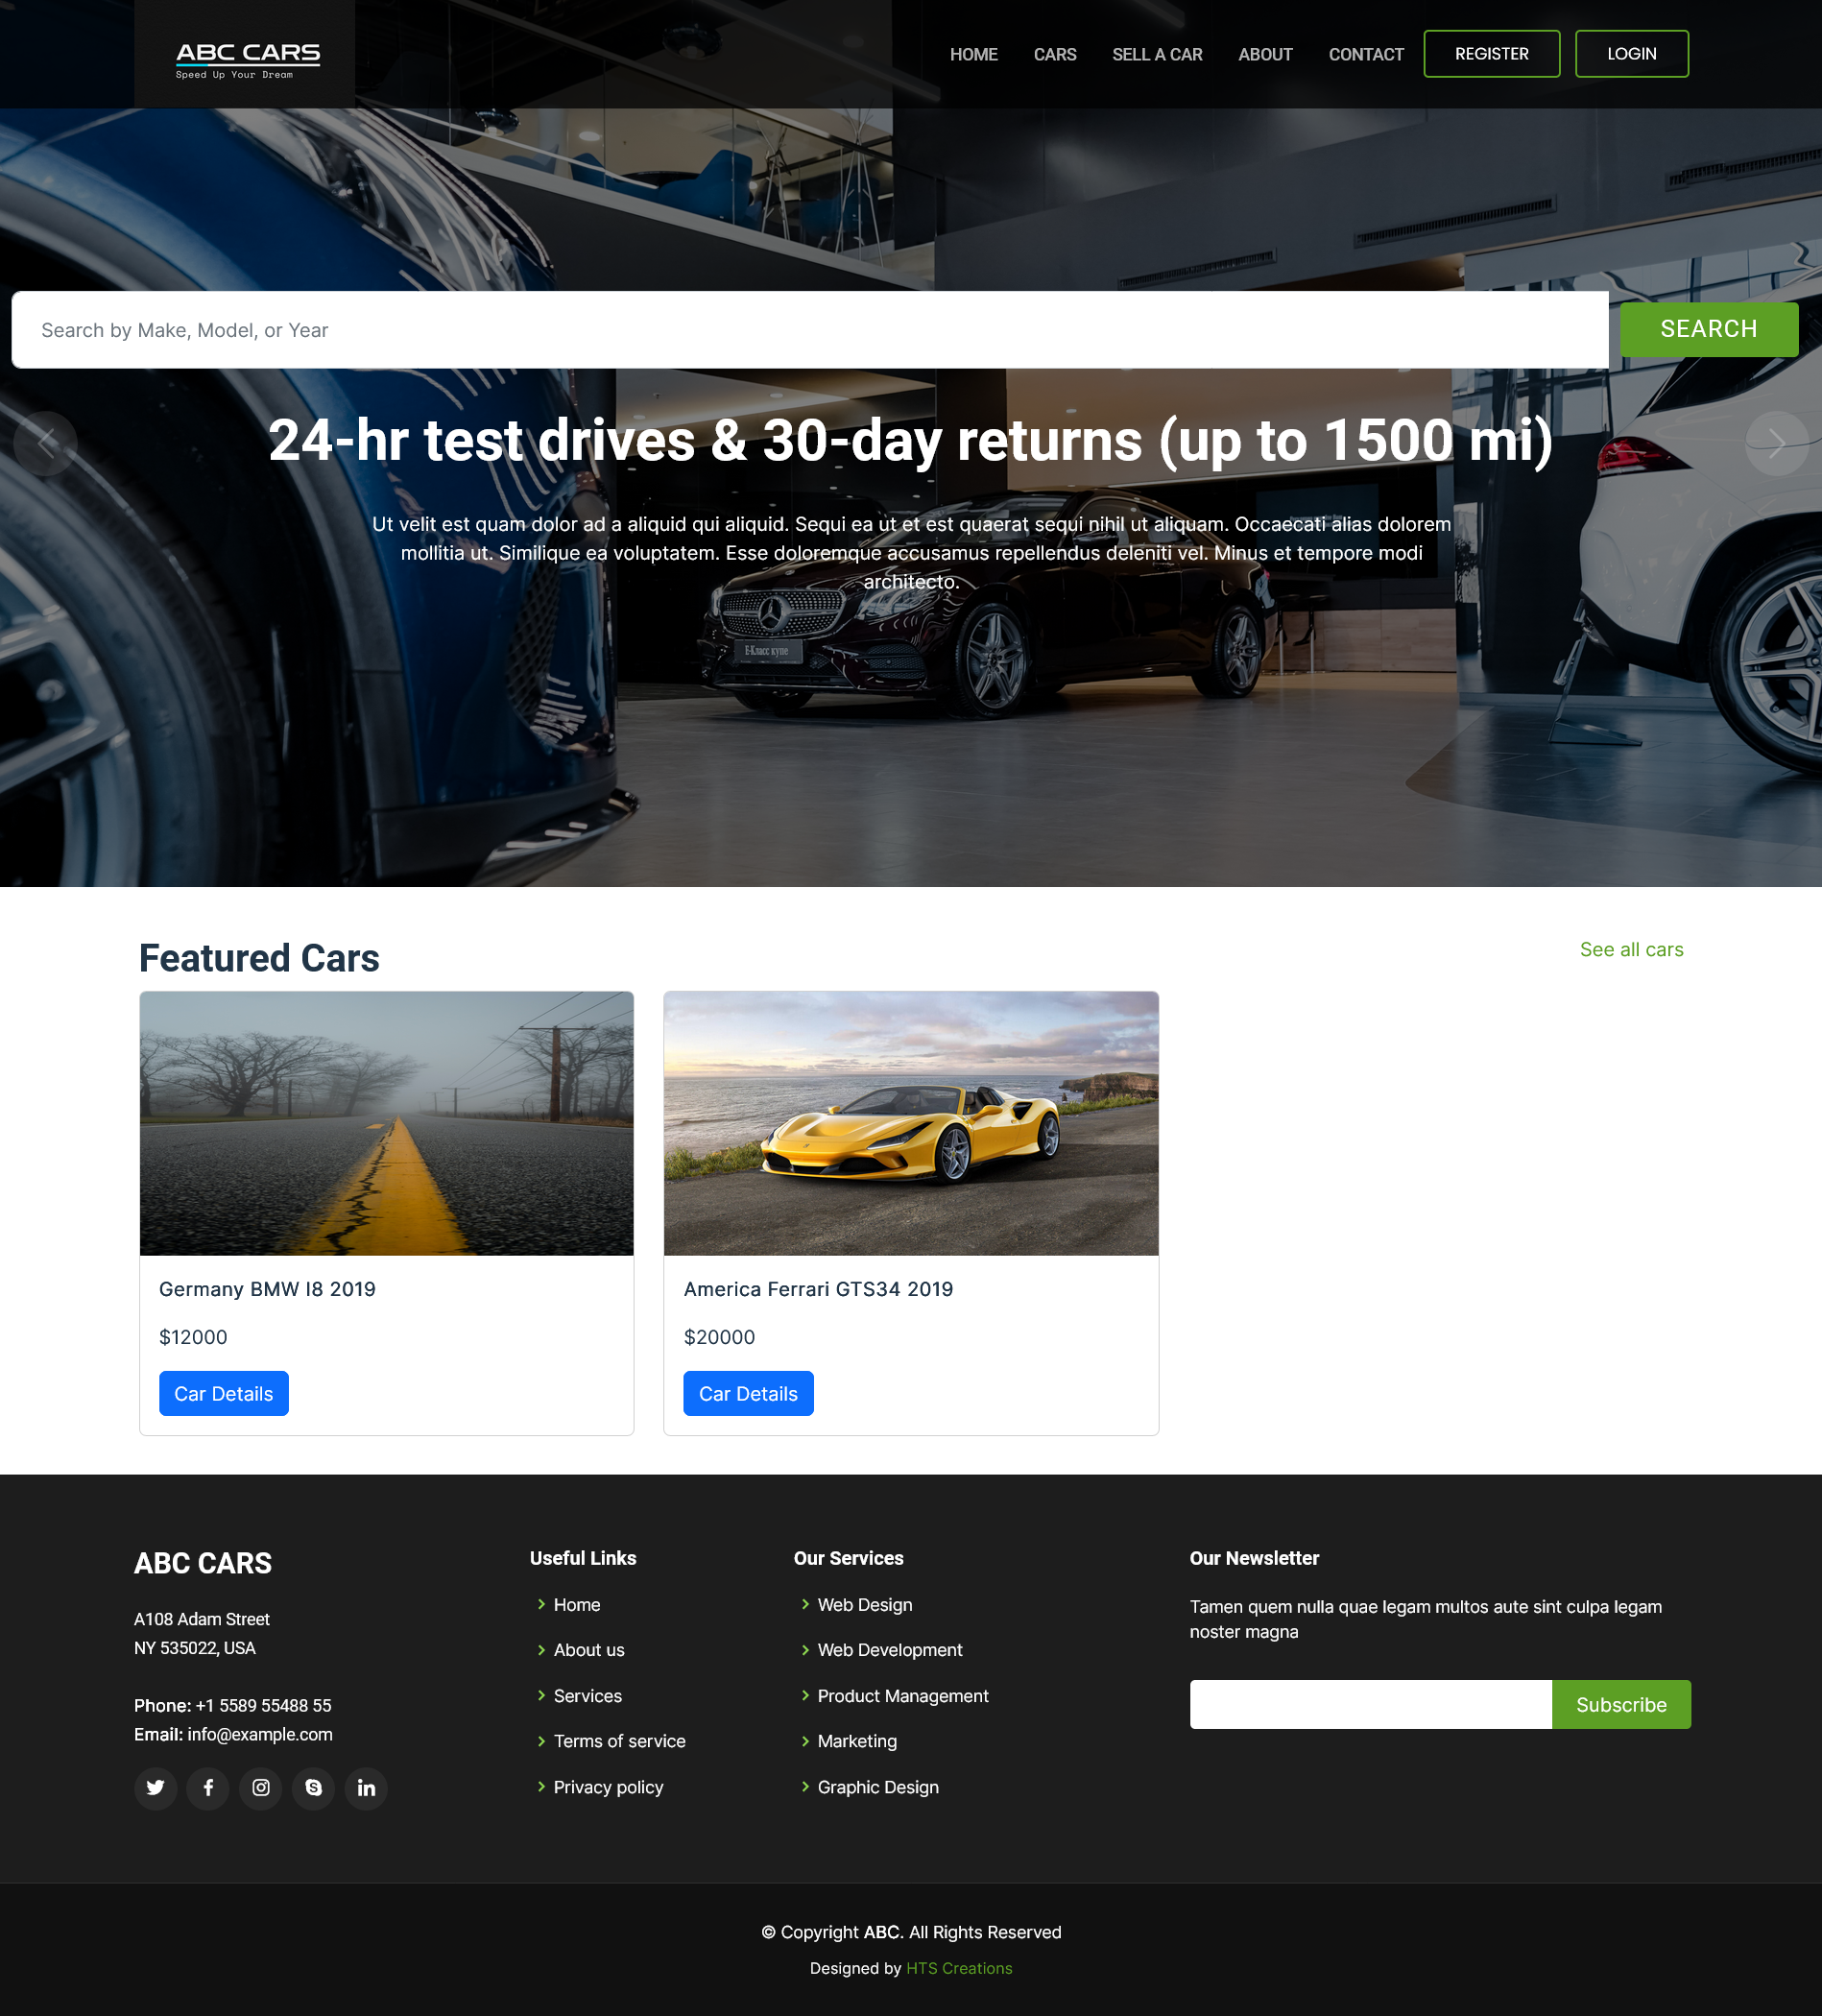 ABC CARS
Speed Up Your Dream
HOME
CARS
SELL A CAR
ABOUT
CONTACT
REGISTER
LOGIN
Search by Make, Model, or Year
SEARCH
24-hr test drives & 30-day returns (up to 1500 mi)
Ut velit est quam dolor ad a aliquid qui aliquid. Sequi ea ut et est quaerat sequi nihil ut aliquam. Occaecati alias dolorem
mollitia ut. Similique ea voluptatem. Esse doloremque accusamus repellendus deleniti vel. Minus et tempore modi
architecto.
E-Класс купе
Featured Cars
See all cars
Germany BMW I8 2019
$12000
Car Details
America Ferrari GTS34 2019
$20000
Car Details
ABC CARS
A108 Adam Street
NY 535022, USA
Phone: +1 5589 55488 55
Email: info@example.com
Useful Links
Home
About us
Services
Terms of service
Privacy policy
Our Services
Web Design
Web Development
Product Management
Marketing
Graphic Design
Our Newsletter
Tamen quem nulla quae legam multos aute sint culpa legam
noster magna
Subscribe
© Copyright ABC. All Rights Reserved
Designed by HTS Creations